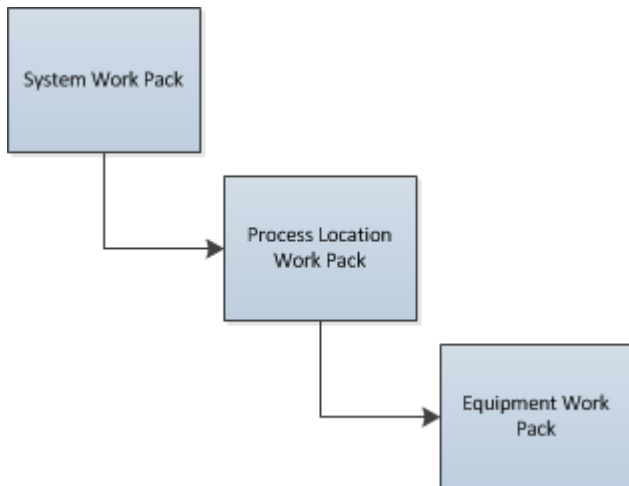 System Work Pack
Process Location
Work Pack
Equipment Work
Pack